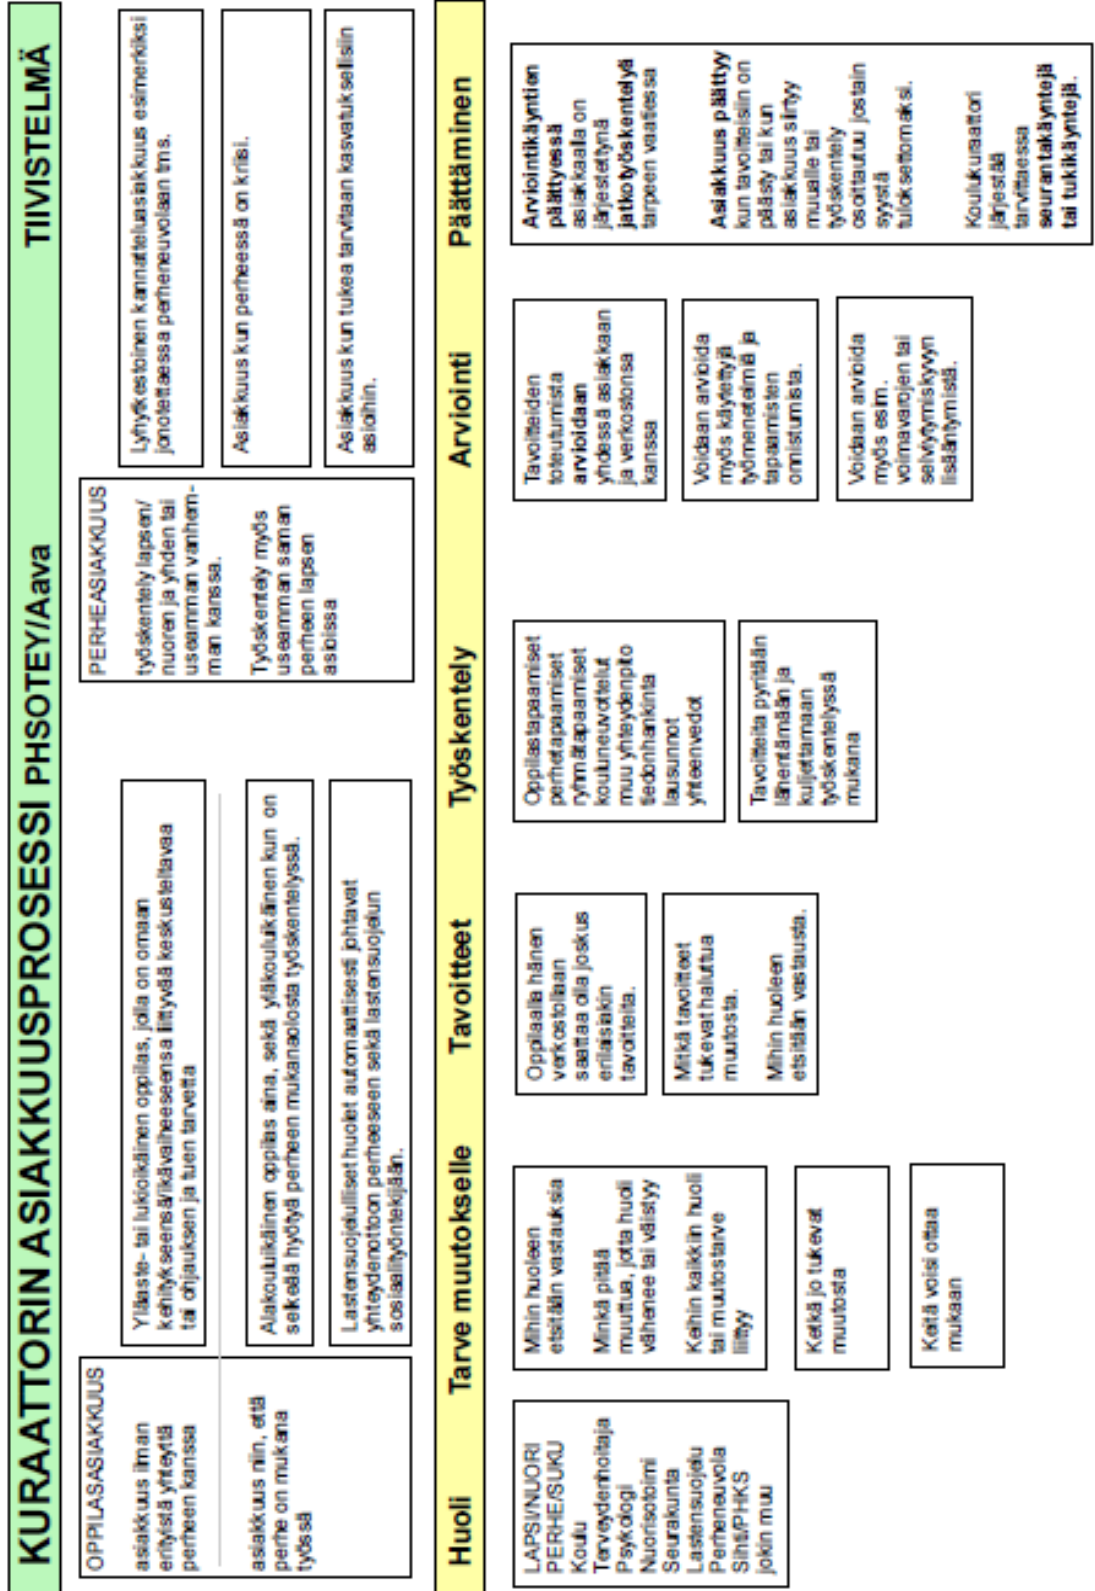 KURAATTORIN ASIAKKUUSPROSESSI PHSOTEY/Aava TIIVISTELMÄ
OPPILASASIAKKUUS
asiakkuus ilman
erityistä yhteyttä
perheen kanssa
asiakkuus niin, että
perhe on mukana
työssä
Yläaste- tai lukioikäinen oppilas, jolla on omaan
kehitykseensä/ikävaiheeseensa liittyvää keskusteltavaa
tai ohjauksen ja tuen tarvetta
Alakouluikäinen oppilas aina, sekä yläkouluikäinen kun on
selkeää hyötyä perheen mukanaolosta työskentelyssä.
Lastensuojelulliset huolet automaattisesti johtavat
yhteydenottoon perheeseen sekä lastensuojelun
sosiaalityöntekijään.
PERHEASIAKKUUS
työskentely lapsen/
nuoren ja yhden tai
useamman vanhem-
man kanssa.
Työskentely myös
useamman saman
perheen lapsen
asioissa
Lyhytkestoinen kannatteluasiakkuus esimerkiksi
jonotettaessa perheneuvolaan tms.
Asiakkuus kun perheessä on kriisi.
Asiakkuus kun tukea tarvitaan kasvatuksellisiin
asioihin.
Huoli Tarve muutokselle Tavoitteet Työskentely Arviointi Päättäminen
LAPSI/NUORI
PERHE/SUKU
Koulu
Terveydenhoitaja
Psykologi
Nuorisotoimi
Seurakunta
Lastensuojelu
Perheneuvola
Sihti/PHKS
jokin muu
Mihin huoleen
etsitään vastauksia
Minkä pitää
muuttua, jotta huoli
vähenee tai väistyy
Keihin kaikkiin huoli
tai muutostarve
liittyy
Ketkä jo tukevat
muutosta
Keitä voisi ottaa
mukaan
Oppilaalla hänen
verkostollaan
saattaa olla joskus
erilaisiakin
tavoitteita.
Mitkä tavoitteet
tukevat haluttua
muutosta.
Mihin huoleen
etsitään vastausta.
Oppilastapaamiset
perhetapaamiset
ryhmätapaamiset
kouluneuvottelut
muu yhteydenpito
tiedonhankinta
lausunnot
yhteenvedot
Tavoitteita pyritään
lähentämään ja
kuljettamaan
työskentelyssä
mukana
Tavoitteiden
toteutumista
arvioidaan
yhdessä asiakkaan
ja verkostonsa
kanssa
Voidaan arvioida
myös käytettyjä
työmenetelmiä ja
tapaamisten
onnistumista.
Voidaan arvioida
myös esim.
voimavarojen tai
selviytymiskyvyn
lisääntymistä.
Arviointikäyntien
päättyessä
asiakkaalla on
järjestettynä
jatkotyöskentelyä
tarpeen vaatiessa
Asiakkuus päättyy
kun tavoitteisiin on
päästy tai kun
asiakkuus siirtyy
muualle tai
työskentely
osoittautuu jostain
syystä
tuloksettomaksi.
Koulukuraattori
järjestää
tarvittaessa
seurantakäyntejä
tai tukikäyntejä.